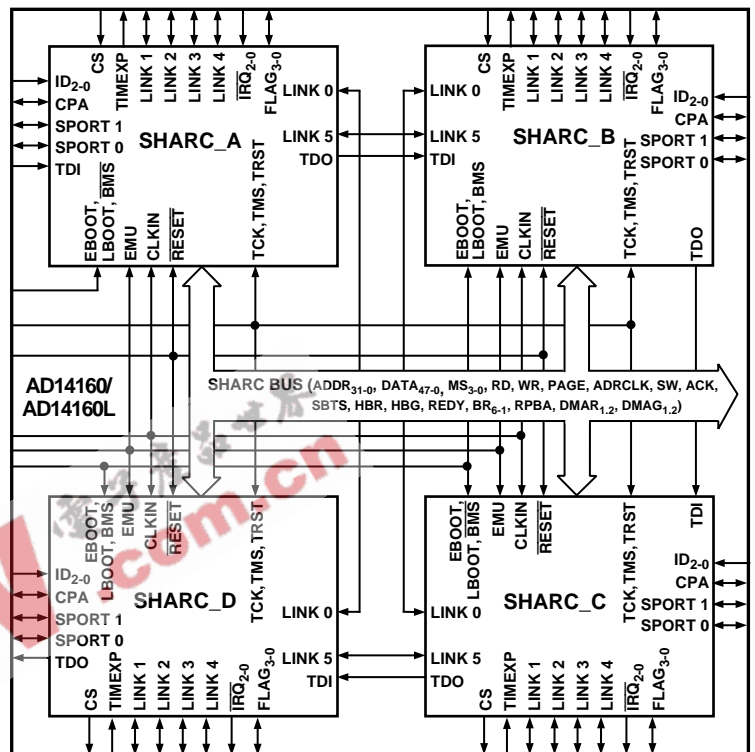 CS
TIMEXP
LINK 1
LINK 2
LINK 3
LINK 4
IRQ2-0
FLAG3-0
ID2-0
CPA
SPORT 1
SPORT 0
TDI
SHARC_A
LINK 0
LINK 5
TDO
EBOOT,
LBOOT, BMS
EMU
CLKIN
RESET
TCK, TMS, TRST
CS
TIMEXP
LINK 1
LINK 2
LINK 3
LINK 4
IRQ2-0
FLAG3-0
LINK 0
LINK 5
TDI
SHARC_B
ID2-0
CPA
SPORT 1
SPORT 0
EBOOT,
LBOOT, BMS
EMU
CLKIN
RESET
TCK, TMS, TRST
TDO
AD14160/
AD14160L
SHARC BUS (ADDR31-0, DATA47-0, MS3-0, RD, WR, PAGE, ADRCLK, SW, ACK,
SBTS, HBR, HBG, REDY, BR6-1, RPBA, DMAR1.2, DMAG1.2)
EBOOT,
LBOOT, BMS
EMU
CLKIN
RESET
TCK, TMS, TRST
ID2-0
CPA
SPORT 1
SPORT 0
TDO
SHARC_D
LINK 0
LINK 5
TDI
CS
TIMEXP
LINK 1
LINK 2
LINK 3
LINK 4
IRQ2-0
FLAG3-0
EBOOT,
LBOOT, BMS
EMU
CLKIN
RESET
TCK, TMS, TRST
TDI
LINK 0
LINK 5
TDO
SHARC_C
ID2-0
CPA
SPORT 1
SPORT 0
CS
TIMEXP
LINK 1
LINK 2
LINK 3
LINK 4
IRQ2-0
FLAG3-0
电子产品世界
.com.cn